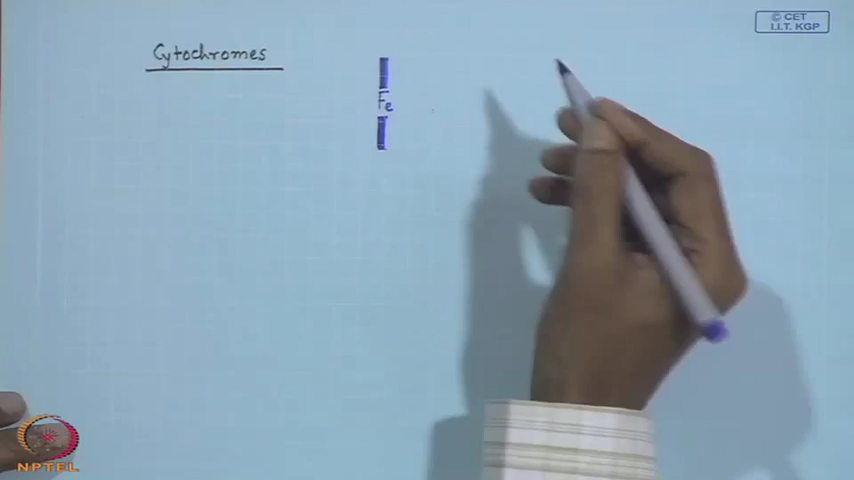 © CET
I.I.T. KGP
Cytochromes
Fe
NPTEL